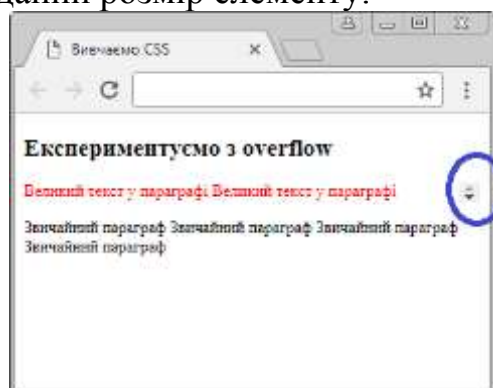 даний розмір елементу.
Вивчаємо CSS
Експериментуємо з overflow
Великий текст у параграфі Великий текст у параграфі
Звичайний параграф Звичайний параграф Звичайний параграф
Звичайний параграф